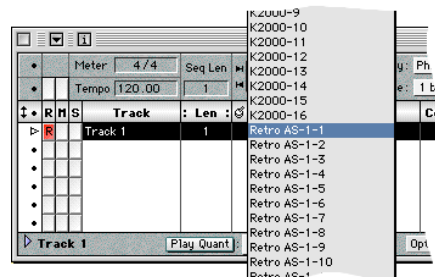 K2000-9
K2000-10
K2000-11
K2000-12
K2000-13
K2000-14
K2000-15
K2000-16
Retro AS-1-1
Retro AS-1-2
Retro AS-1-3
Retro AS-1-4
Retro AS-1-5
Retro AS-1-6
Retro AS-1-7
Retro AS-1-8
Retro AS-1-9
Retro AS-1-10
Meter 4/4 Seq Len
Tempo 120.00 1
R M S Track : Len :
R Track 1 1
Track 1 Play Quant